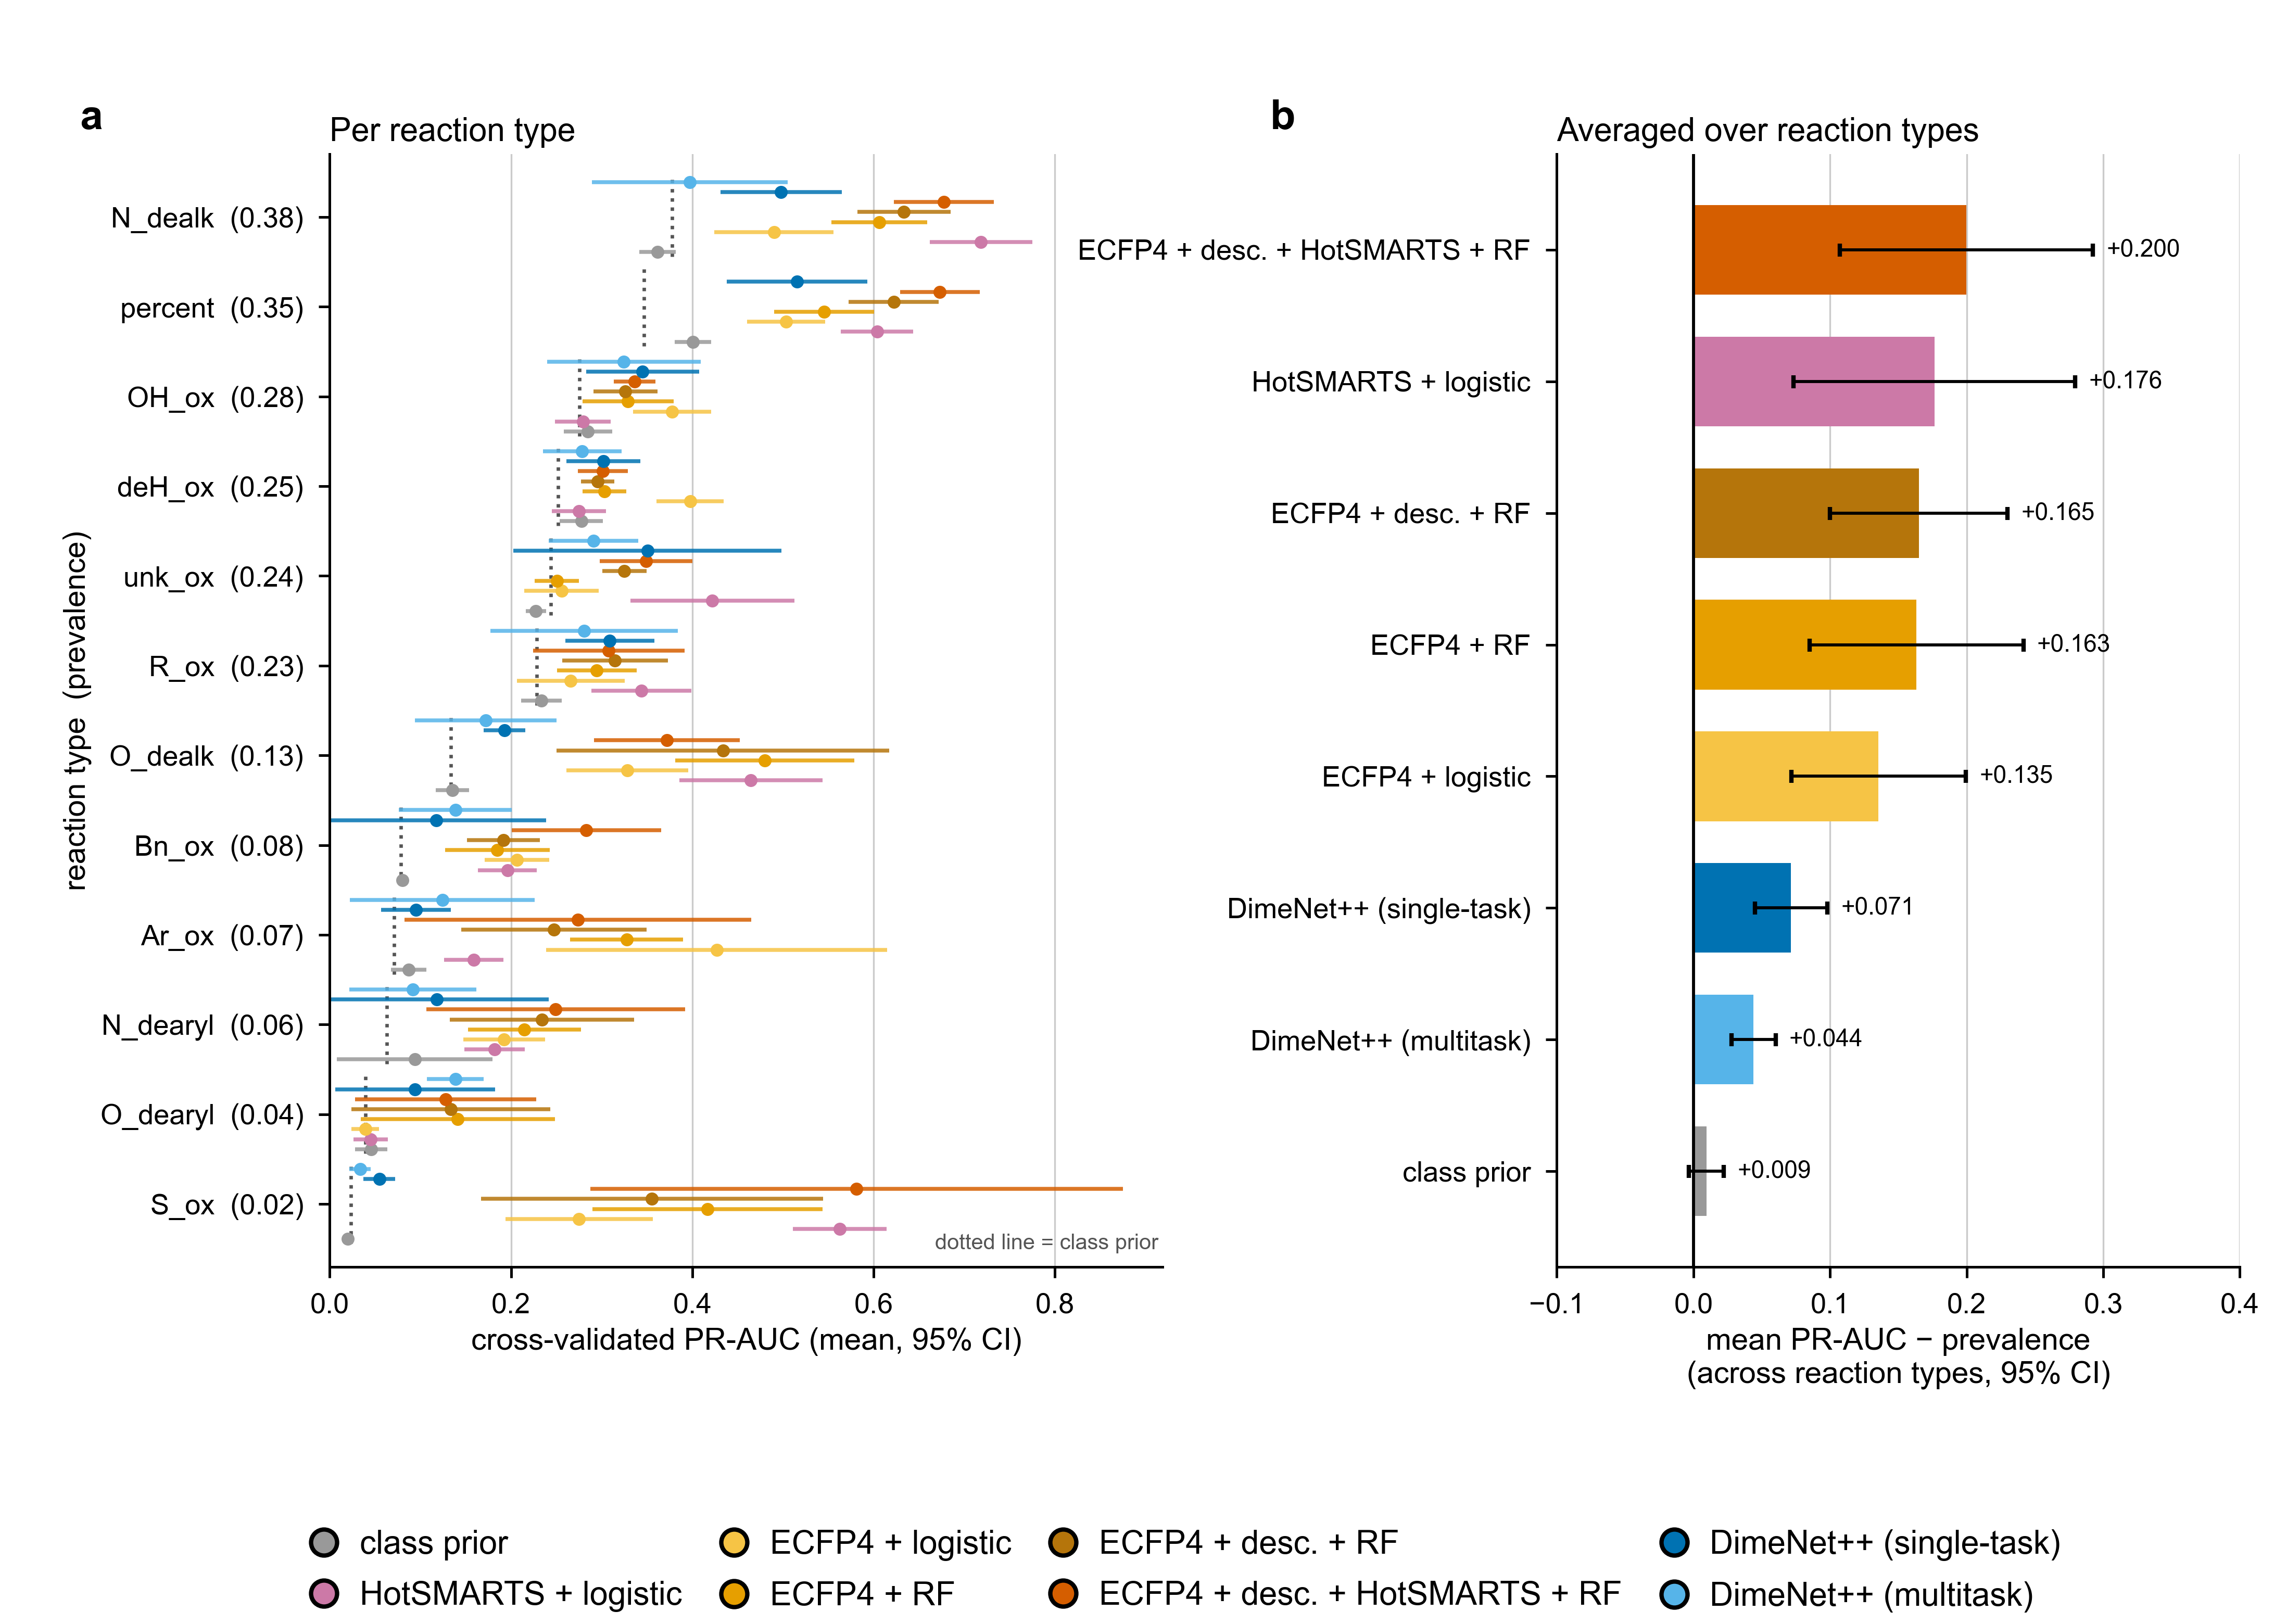 a
Per reaction type
reaction type (prevalence)
N_dealk (0.38)
percent (0.35)
OH_ox (0.28)
deH_ox (0.25)
unk_ox (0.24)
R_ox (0.23)
O_dealk (0.13)
Bn_ox (0.08)
Ar_ox (0.07)
N_dearyl (0.06)
O_dearyl (0.04)
S_ox (0.02)
dotted line = class prior
0.0 0.2 0.4 0.6 0.8
cross-validated PR-AUC (mean, 95% CI)
b
Averaged over reaction types
ECFP4 + desc. + HotSMARTS + RF +0.200
HotSMARTS + logistic +0.176
ECFP4 + desc. + RF +0.165
ECFP4 + RF +0.163
ECFP4 + logistic +0.135
DimeNet++ (single-task) +0.071
DimeNet++ (multitask) +0.044
class prior +0.009
−0.1 0.0 0.1 0.2 0.3 0.4
mean PR-AUC − prevalence
(across reaction types, 95% CI)
class prior ECFP4 + logistic ECFP4 + desc. + RF DimeNet++ (single-task)
HotSMARTS + logistic ECFP4 + RF ECFP4 + desc. + HotSMARTS + RF DimeNet++ (multitask)